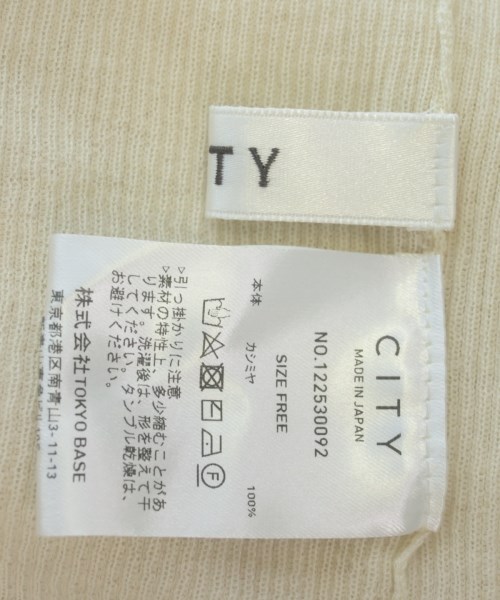 TY
CITY
MADE IN JAPAN
NO.122530092
SIZE FREE
本体 カシミヤ 100%
>引っ掛かりに注意
>素材の特性上、多少縮むことがあ
ります。洗濯後は、形を整えて干
してください。タンブル乾燥は、
お避けください。
株式会社TOKYO BASE
東京都港区南青山3-11-13